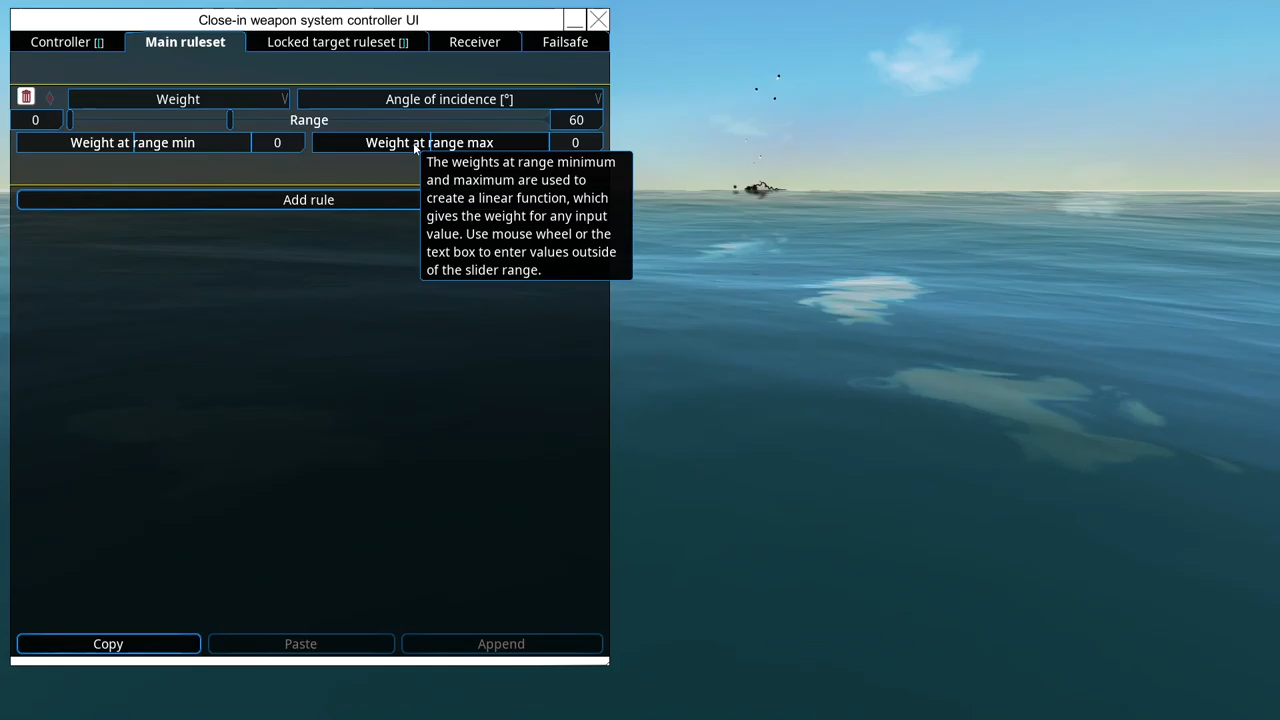 Close-in weapon system controller UI
Controller [[]
Main ruleset
Locked target ruleset []]
Receiver
Failsafe
Weight
Angle of incidence [°]
0
Range
60
Weight at range min
0
Weight at range max
0
The weights at range minimum
and maximum are used to
create a linear function, which
gives the weight for any input
value. Use mouse wheel or the
text box to enter values outside
of the slider range.
Add rule
Copy
Paste
Append